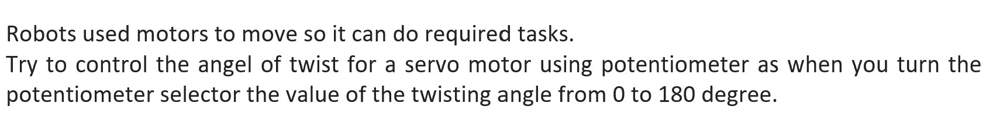 Robots used motors to move so it can do required tasks.
Try to control the angel of twist for a servo motor using potentiometer as when you turn the
potentiometer selector the value of the twisting angle from 0 to 180 degree.